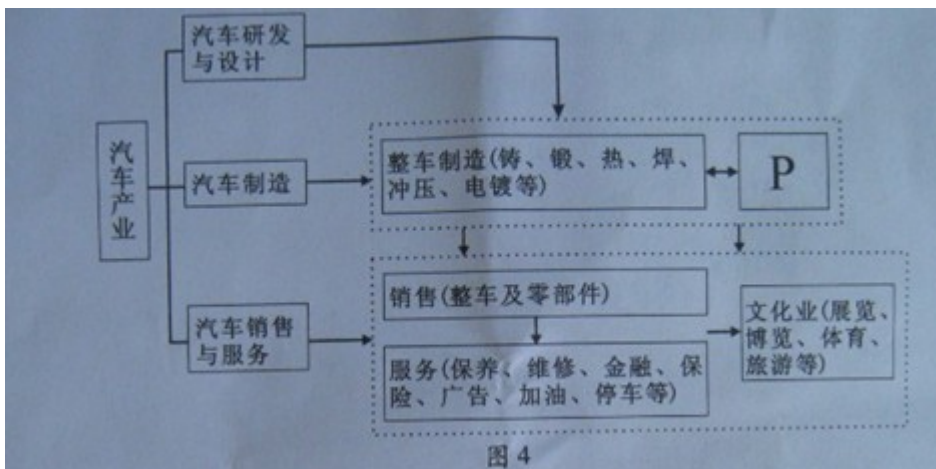 汽车研发
与设计
汽车产业
汽车制造
整车制造(铸、锻、热、焊、
冲压、电镀等)
P
汽车销售
与服务
销售(整车及零部件)
服务(保养、维修、金融、保
险、广告、加油、停车等)
文化业(展览、
博览、体育、
旅游等)
图4